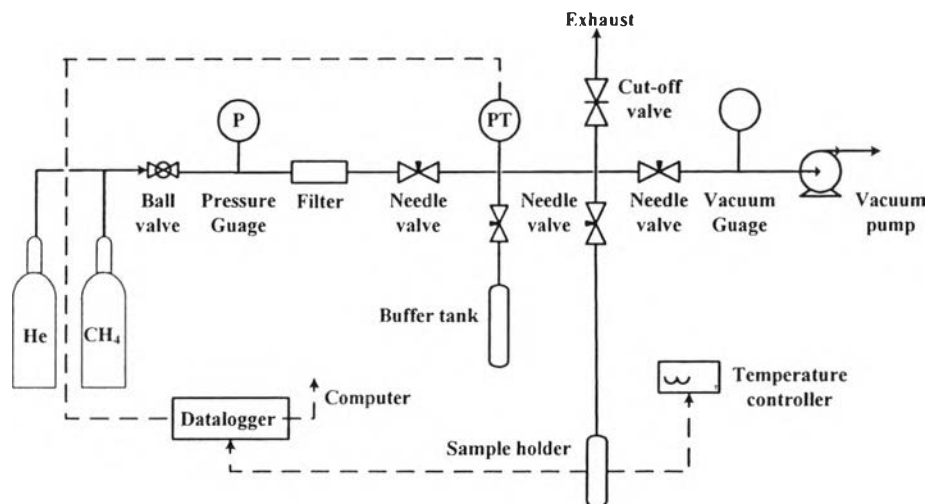 Exhaust
Cut-off
valve
P
PT
Ball
valve
Pressure
Guage
Filter
Needle
valve
Needle
valve
Needle
valve
Vacuum
Guage
Vacuum
pump
He
CH₄
Buffer tank
Computer
Datalogger
Temperature
controller
Sample holder